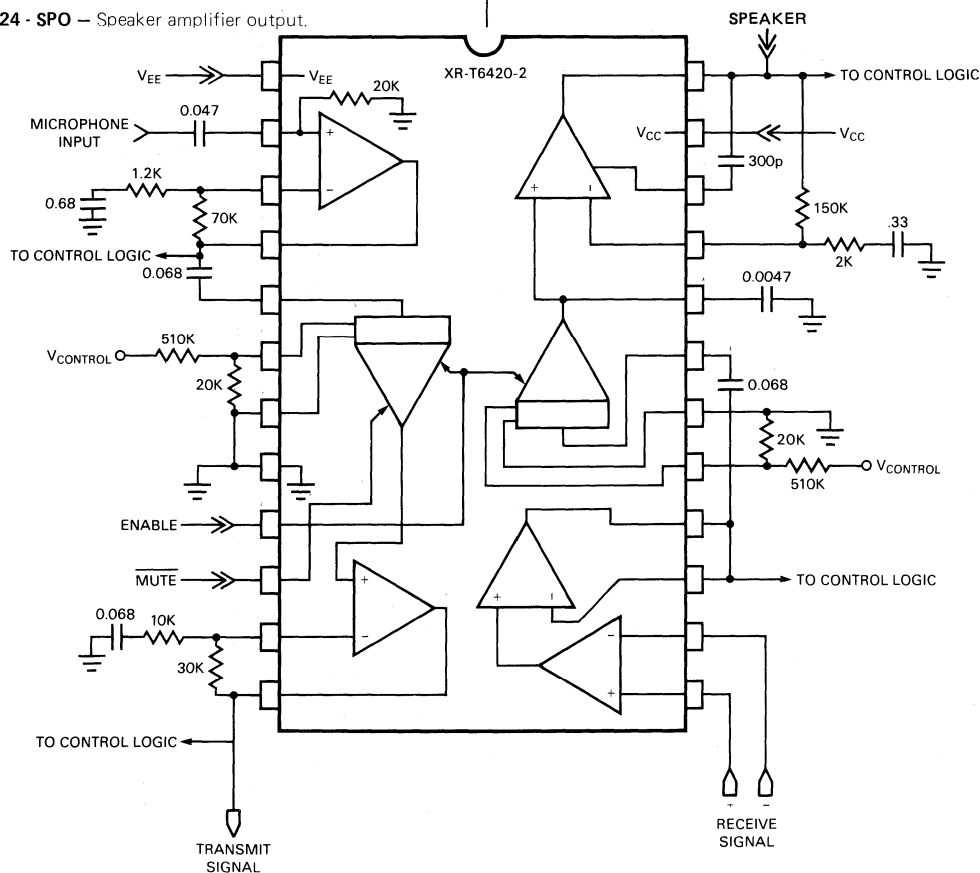 24 - SPO — Speaker amplifier output.
SPEAKER
XR-T6420-2
VEE
VEE
20K
TO CONTROL LOGIC
0.047
MICROPHONE
INPUT
+
−
VCC
VCC
300p
1.2K
0.68
70K
+
-
150K
.33
2K
TO CONTROL LOGIC
0.068
0.0047
VCONTROL
510K
20K
0.068
20K
VCONTROL
510K
ENABLE
MUTE
TO CONTROL LOGIC
+
−
+
-
0.068
10K
30K
−
+
TO CONTROL LOGIC
+ −
RECEIVE
SIGNAL
TRANSMIT
SIGNAL